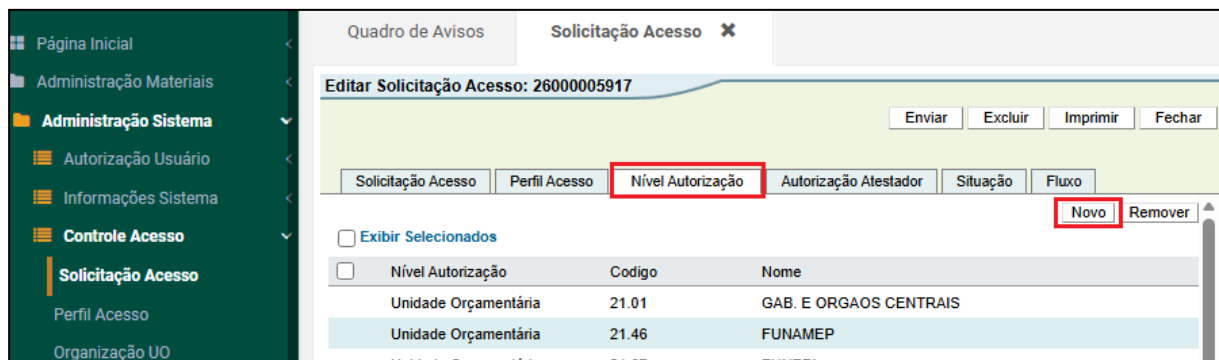 Página Inicial
Administração Materiais
Administração Sistema
Autorização Usuário
Informações Sistema
Controle Acesso
Solicitação Acesso
Perfil Acesso
Organização UO
Quadro de Avisos Solicitação Acesso ✖
Editar Solicitação Acesso: 26000005917
Enviar Excluir Imprimir Fechar
Solicitação Acesso Perfil Acesso Nível Autorização Autorização Atestador Situação Fluxo
Novo Remover
Exibir Selecionados
Nível Autorização Codigo Nome
Unidade Orçamentária 21.01 GAB. E ORGAOS CENTRAIS
Unidade Orçamentária 21.46 FUNAMEP